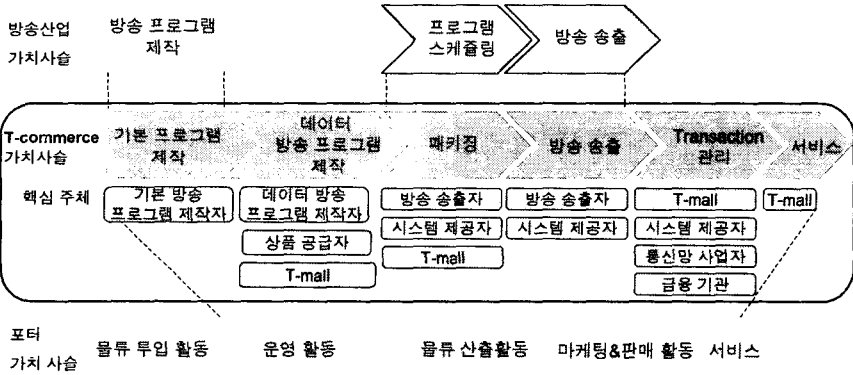 방송산업
가치사슬
방송 프로그램
제작
프로그램
스케쥴링
방송 송출
T-commerce
가치사슬
기본 프로그램
제작
데이터
방송 프로그램
제작
패키징
방송 송출
Transaction
관리
서비스
핵심 주체
기본 방송
프로그램 제작자
데이터 방송
프로그램 제작자
상품 공급자
T-mall
방송 송출자
시스템 제공자
T-mall
방송 송출자
시스템 제공자
T-mall
시스템 제공자
통신망 사업자
금융 기관
T-mall
포터
가치 사슬
물류 투입 활동
운영 활동
물류 산출활동
마케팅&판매 활동
서비스